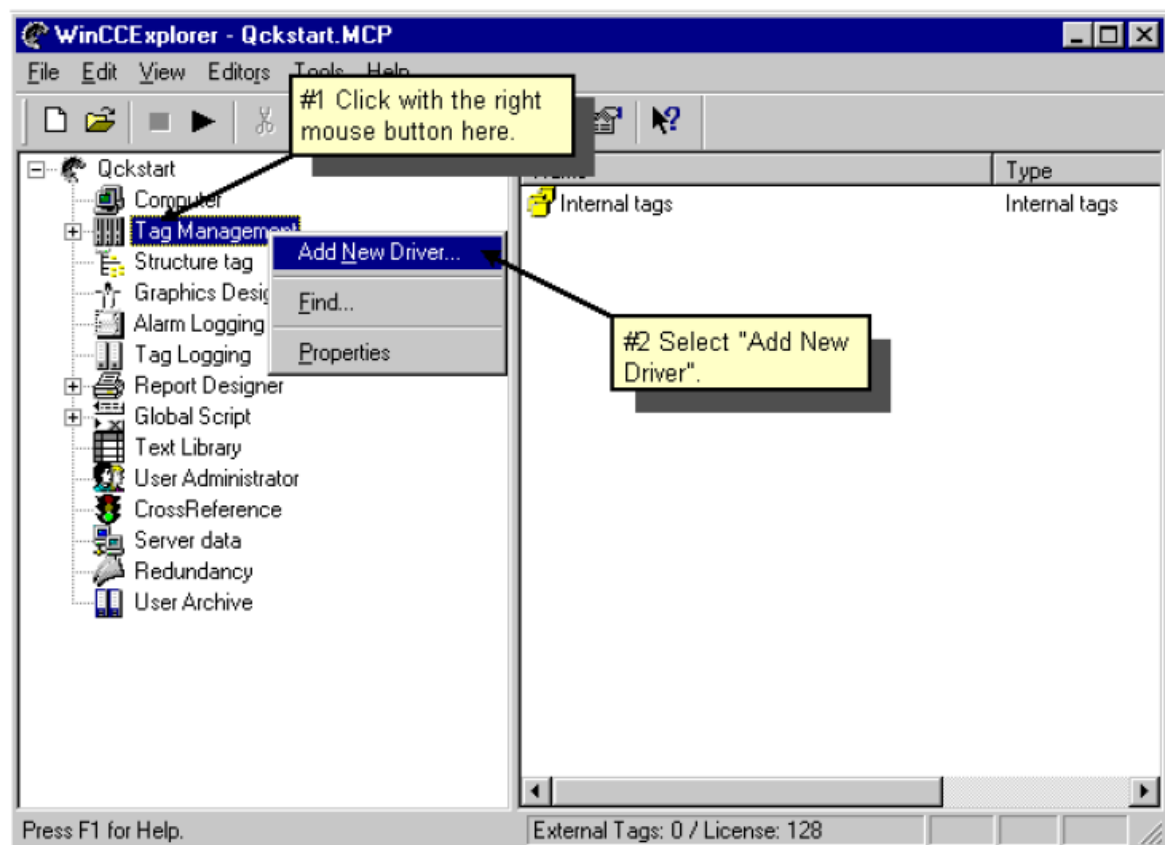 WinCCExplorer - Qckstart.MCP
File Edit View Editors Tools Help
#1 Click with the right
mouse button here.
Qckstart
Computer
Tag Management
Structure tag
Graphics Desig
Alarm Logging
Tag Logging
Report Designer
Global Script
Text Library
User Administrator
CrossReference
Server data
Redundancy
User Archive
Add New Driver...
Find...
Properties
Name Type
Internal tags Internal tags
#2 Select "Add New
Driver".
Press F1 for Help.
External Tags: 0 / License: 128